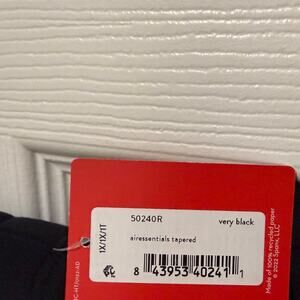 50240R
very black
1X/1X/1T
airessentials tapered
8 43953 40241 1
Made of 100% recycled paper
© 2022 Spanx, LLC